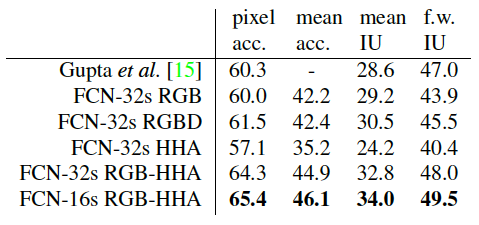 pixel mean mean f.w.
acc. acc. IU IU
Gupta et al. [15] 60.3 - 28.6 47.0
FCN-32s RGB 60.0 42.2 29.2 43.9
FCN-32s RGBD 61.5 42.4 30.5 45.5
FCN-32s HHA 57.1 35.2 24.2 40.4
FCN-32s RGB-HHA 64.3 44.9 32.8 48.0
FCN-16s RGB-HHA 65.4 46.1 34.0 49.5